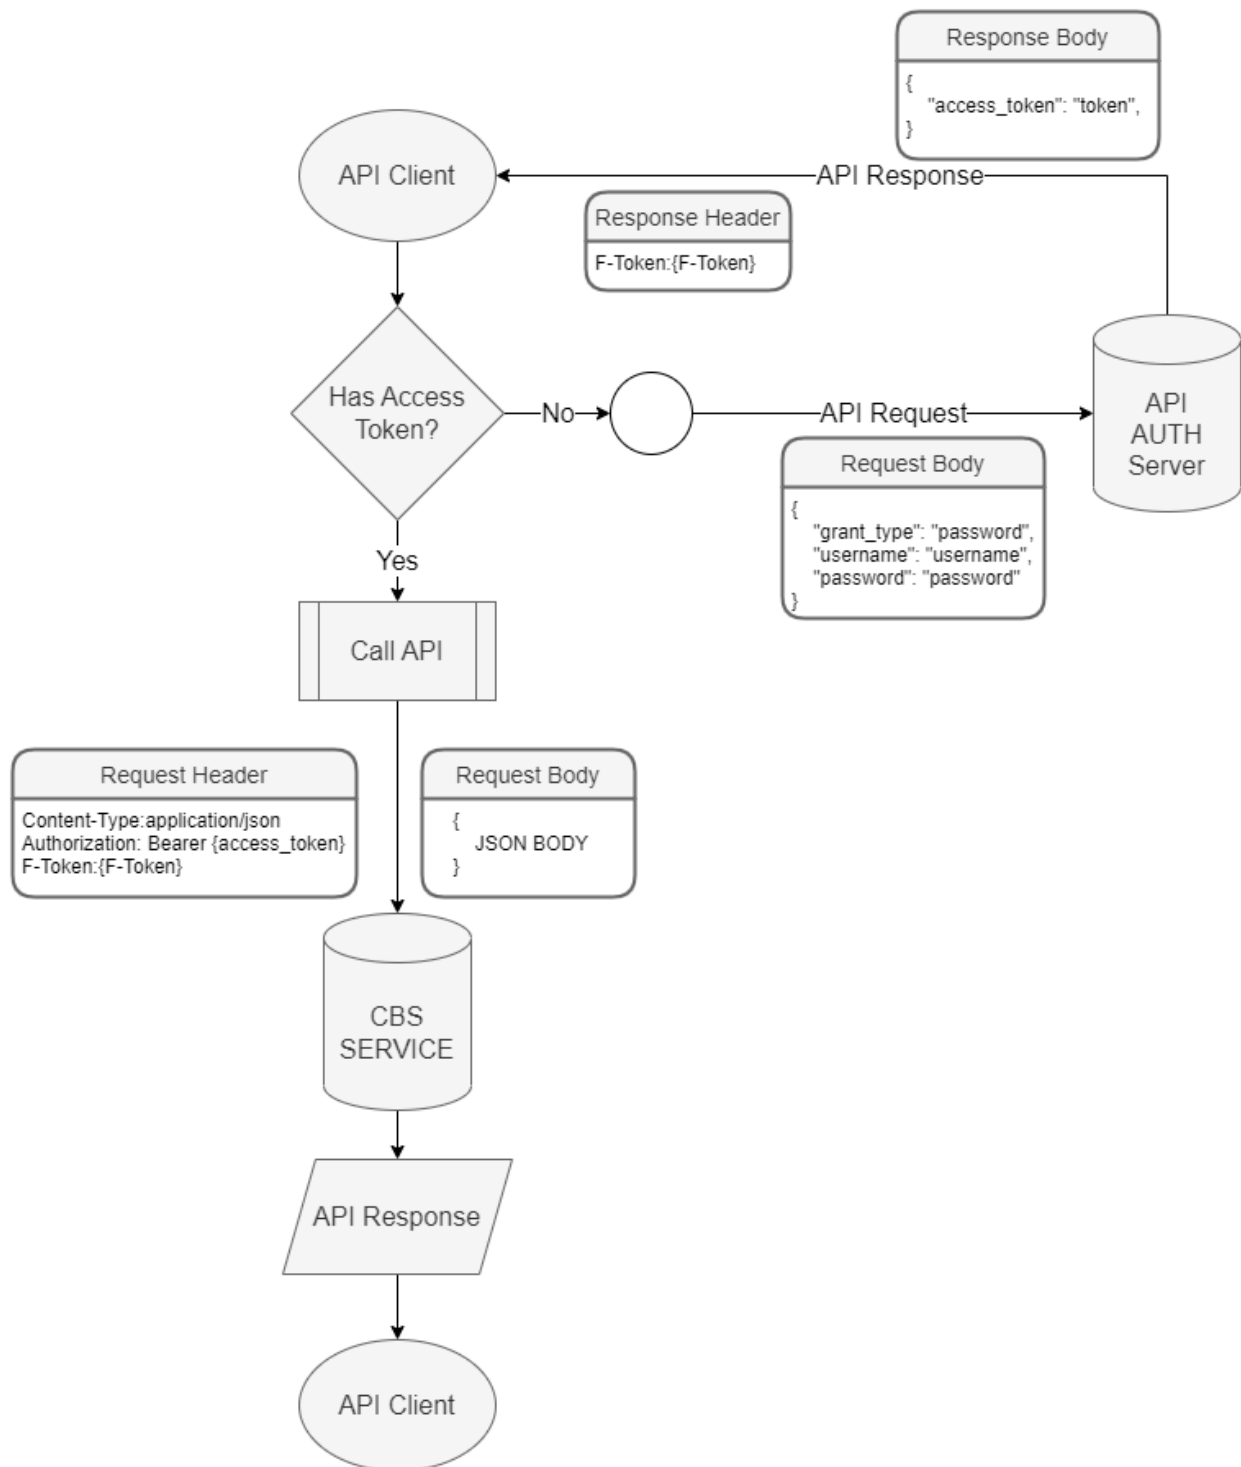 Response Body
{
"access_token": "token",
}
API Client
API Response
Response Header
F-Token:{F-Token}
Has Access
Token?
No
API Request
API
AUTH
Server
Request Body
{
"grant_type": "password",
"username": "username",
"password": "password"
}
Yes
Call API
Request Header
Content-Type:application/json
Authorization: Bearer {access_token}
F-Token:{F-Token}
Request Body
{
JSON BODY
}
CBS
SERVICE
API Response
API Client